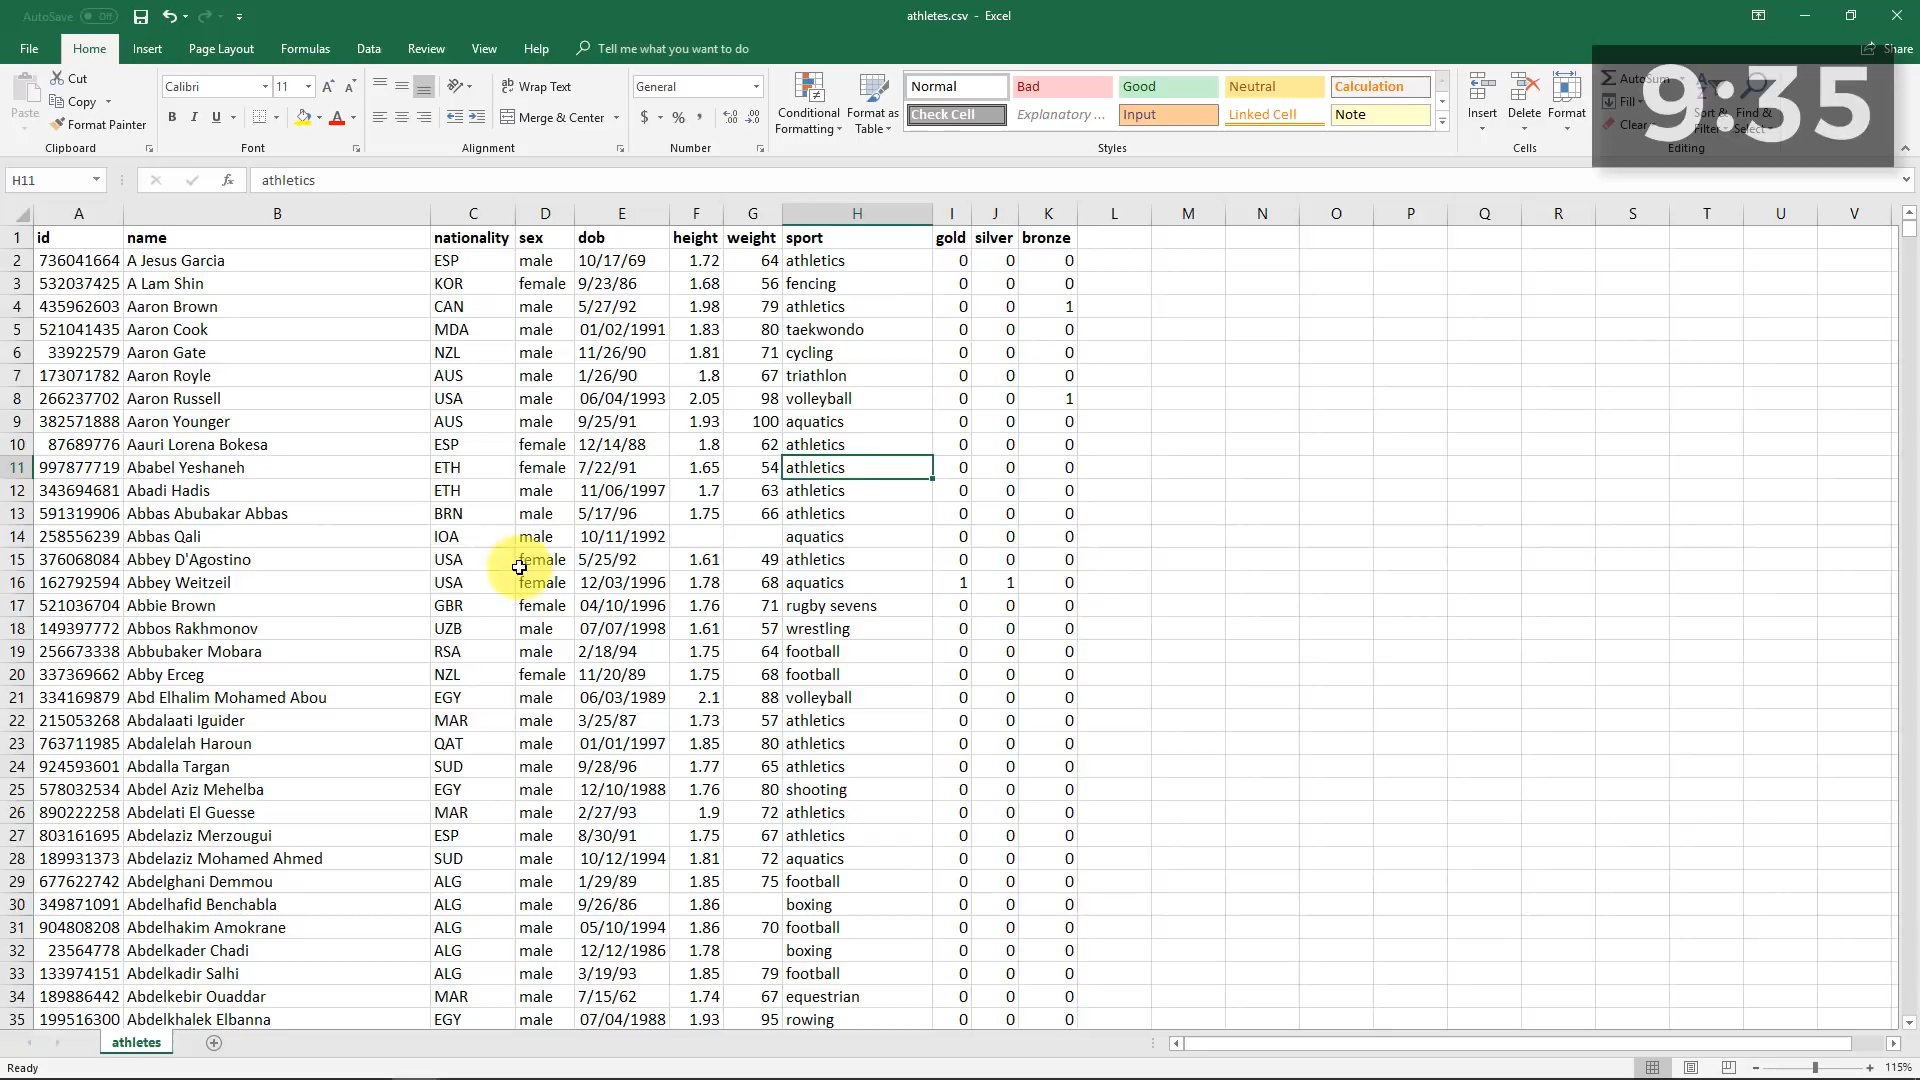 AutoSave Off
athletes.csv - Excel
File Home Insert Page Layout Formulas Data Review View Help Tell me what you want to do Share
Paste
Cut
Copy
Format Painter
Clipboard
Calibri 11
B I U
Font
Wrap Text
Merge & Center
Alignment
General
$ % ,
Number
Conditional Formatting
Format as Table
Normal Bad Good Neutral Calculation
Check Cell Explanatory ... Input Linked Cell Note
Styles
Insert Delete Format
Cells
AutoSum
Fill
Clear
Sort & Filter
Find & Select
Editing
9:35
H11 fx athletics
A B C D E F G H I J K L M N O P Q R S T U V
1 id name nationality sex dob height weight sport gold silver bronze
2 736041664 A Jesus Garcia ESP male 10/17/69 1.72 64 athletics 0 0 0
3 532037425 A Lam Shin KOR female 9/23/86 1.68 56 fencing 0 0 0
4 435962603 Aaron Brown CAN male 5/27/92 1.98 79 athletics 0 0 1
5 521041435 Aaron Cook MDA male 01/02/1991 1.83 80 taekwondo 0 0 0
6 33922579 Aaron Gate NZL male 11/26/90 1.81 71 cycling 0 0 0
7 173071782 Aaron Royle AUS male 1/26/90 1.8 67 triathlon 0 0 0
8 266237702 Aaron Russell USA male 06/04/1993 2.05 98 volleyball 0 0 1
9 382571888 Aaron Younger AUS male 9/25/91 1.93 100 aquatics 0 0 0
10 87689776 Aauri Lorena Bokesa ESP female 12/14/88 1.8 62 athletics 0 0 0
11 997877719 Ababel Yeshaneh ETH female 7/22/91 1.65 54 athletics 0 0 0
12 343694681 Abadi Hadis ETH male 11/06/1997 1.7 63 athletics 0 0 0
13 591319906 Abbas Abubakar Abbas BRN male 5/17/96 1.75 66 athletics 0 0 0
14 258556239 Abbas Qali IOA male 10/11/1992 aquatics 0 0 0
15 376068084 Abbey D'Agostino USA female 5/25/92 1.61 49 athletics 0 0 0
16 162792594 Abbey Weitzeil USA female 12/03/1996 1.78 68 aquatics 1 1 0
17 521036704 Abbie Brown GBR female 04/10/1996 1.76 71 rugby sevens 0 0 0
18 149397772 Abbos Rakhmonov UZB male 07/07/1998 1.61 57 wrestling 0 0 0
19 256673338 Abbubaker Mobara RSA male 2/18/94 1.75 64 football 0 0 0
20 337369662 Abby Erceg NZL female 11/20/89 1.75 68 football 0 0 0
21 334169879 Abd Elhalim Mohamed Abou EGY male 06/03/1989 2.1 88 volleyball 0 0 0
22 215053268 Abdalaati Iguider MAR male 3/25/87 1.73 57 athletics 0 0 0
23 763711985 Abdalelah Haroun QAT male 01/01/1997 1.85 80 athletics 0 0 0
24 924593601 Abdalla Targan SUD male 9/28/96 1.77 65 athletics 0 0 0
25 578032534 Abdel Aziz Mehelba EGY male 12/10/1988 1.76 80 shooting 0 0 0
26 890222258 Abdelati El Guesse MAR male 2/27/93 1.9 72 athletics 0 0 0
27 803161695 Abdelaziz Merzougui ESP male 8/30/91 1.75 67 athletics 0 0 0
28 189931373 Abdelaziz Mohamed Ahmed SUD male 10/12/1994 1.81 72 aquatics 0 0 0
29 677622742 Abdelghani Demmou ALG male 1/29/89 1.85 75 football 0 0 0
30 349871091 Abdelhafid Benchabla ALG male 9/26/86 1.86 boxing 0 0 0
31 904808208 Abdelhakim Amokrane ALG male 05/10/1994 1.86 70 football 0 0 0
32 23564778 Abdelkader Chadi ALG male 12/12/1986 1.78 boxing 0 0 0
33 133974151 Abdelkadir Salhi ALG male 3/19/93 1.85 79 football 0 0 0
34 189886442 Abdelkebir Ouaddar MAR male 7/15/62 1.74 67 equestrian 0 0 0
35 199516300 Abdelkhalek Elbanna EGY male 07/04/1988 1.93 95 rowing 0 0 0
athletes
Ready 115%